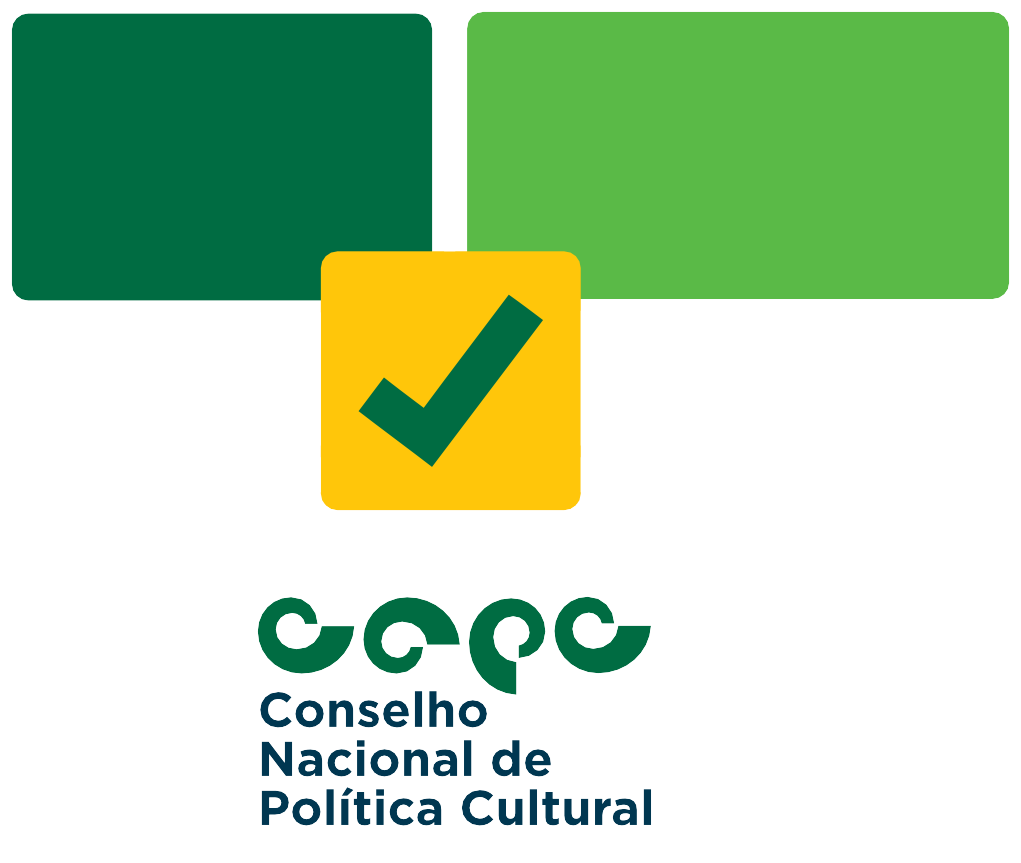 cnpc
Conselho
Nacional de
Política Cultural